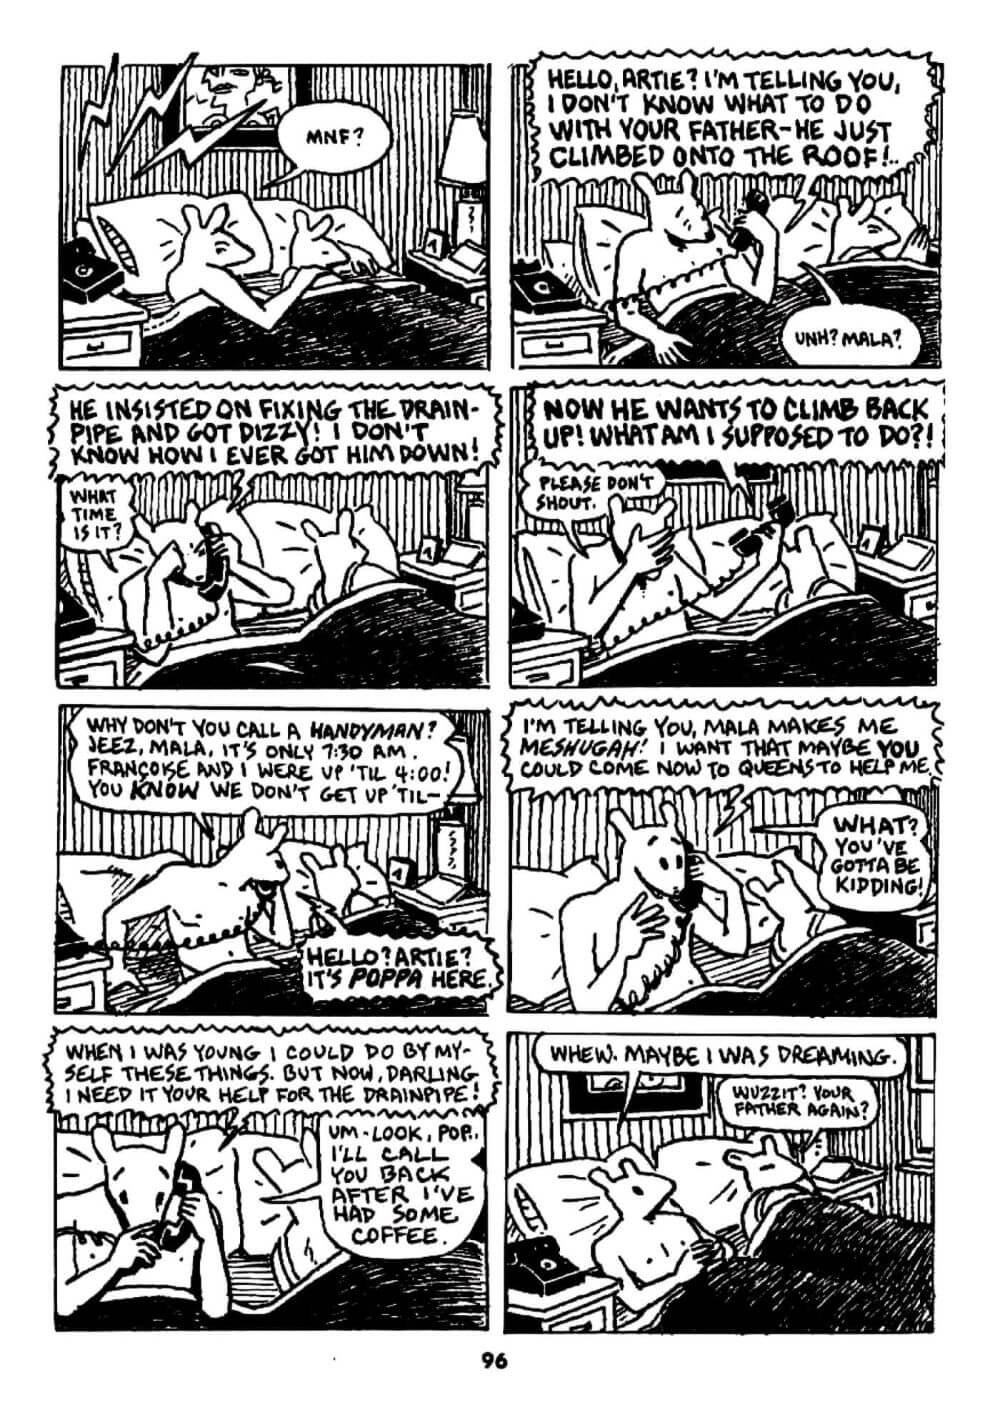 MNF?
HELLO, ARTIE? I'M TELLING YOU,
I DON'T KNOW WHAT TO DO
WITH YOUR FATHER-HE JUST
CLIMBED ONTO THE ROOF!..
UNH? MALA?
HE INSISTED ON FIXING THE DRAIN-
PIPE AND GOT DIZZY! I DON'T
KNOW HOW I EVER GOT HIM DOWN!
WHAT
TIME
IS IT?
NOW HE WANTS TO CLIMB BACK
UP! WHAT AM I SUPPOSED TO DO?!
PLEASE DON'T
SHOUT.
WHY DON'T YOU CALL A HANDYMAN?
JEEZ, MALA, IT'S ONLY 7:30 AM.
FRANÇOISE AND I WERE UP 'TIL 4:00!
YOU KNOW WE DON'T GET UP 'TIL-
HELLO? ARTIE?
IT'S POPPA HERE.
I'M TELLING YOU, MALA MAKES ME
MESHUGAH! I WANT THAT MAYBE YOU
COULD COME NOW TO QUEENS TO HELP ME.
WHAT?
YOU'VE
GOTTA BE
KIDDING!
WHEN I WAS YOUNG I COULD DO BY MY-
SELF THESE THINGS. BUT NOW, DARLING,
I NEED IT YOUR HELP FOR THE DRAINPIPE!
UM-LOOK, POP..
I'LL CALL
YOU BACK
AFTER I'VE
HAD SOME
COFFEE.
WHEW. MAYBE I WAS DREAMING.
WUZZIT? YOUR
FATHER AGAIN?
96